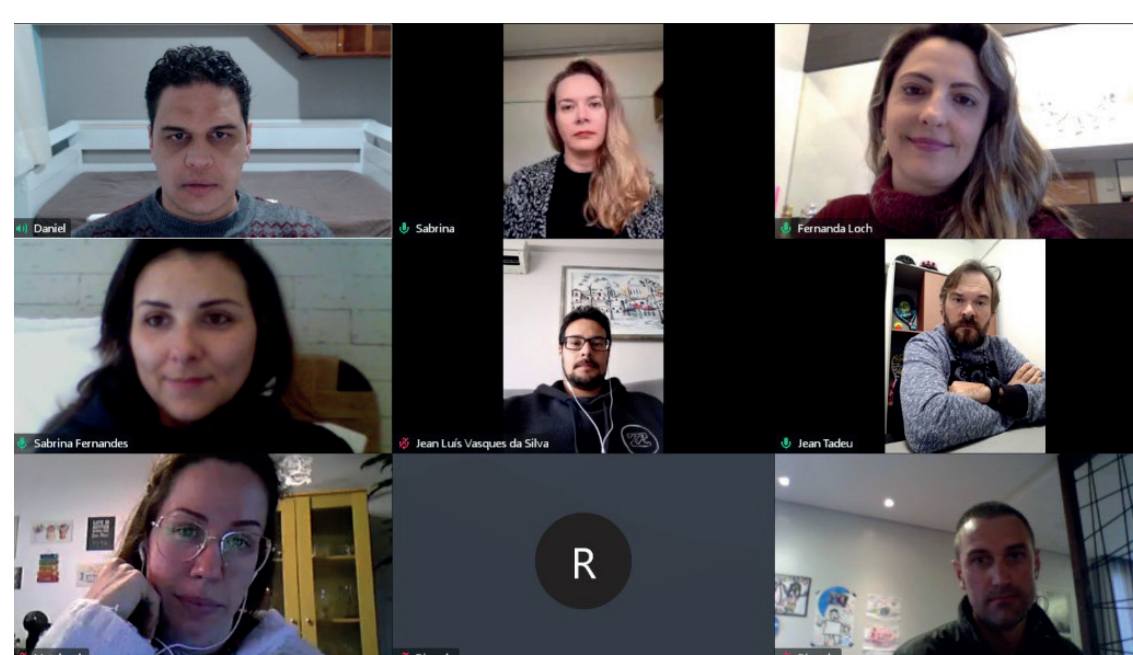 Daniel
Sabrina
Fernanda Loch
Sabrina Fernandes
Jean Luís Vasques da Silva
Jean Tadeu
R